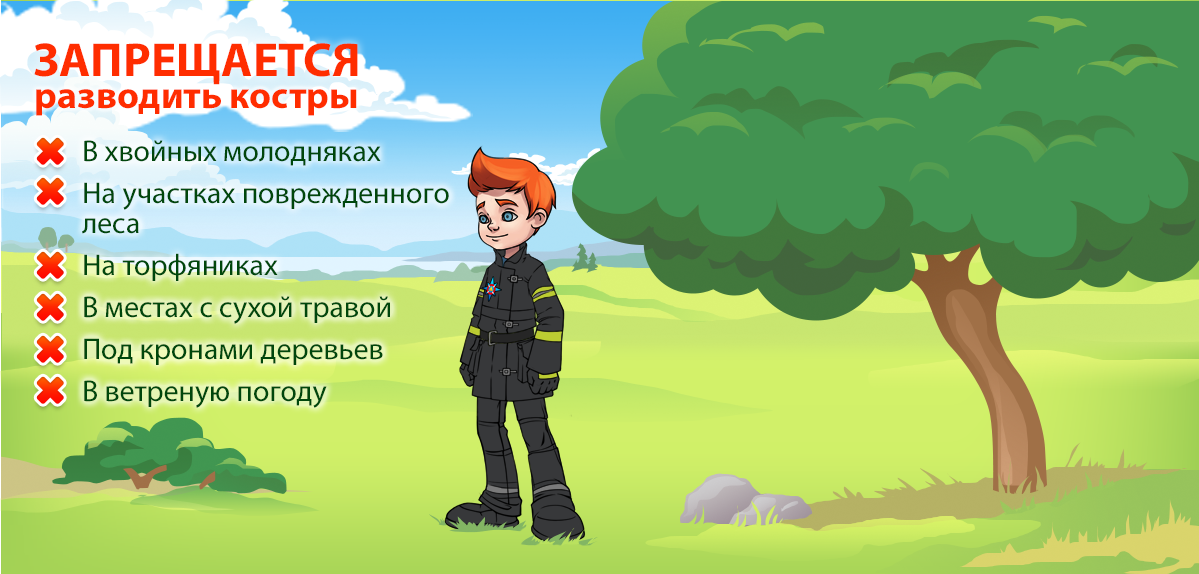 ЗАПРЕЩАЕТСЯ
разводить костры
В хвойных молодняках
На участках поврежденного
леса
На торфяниках
В местах с сухой травой
Под кронами деревьев
В ветреную погоду